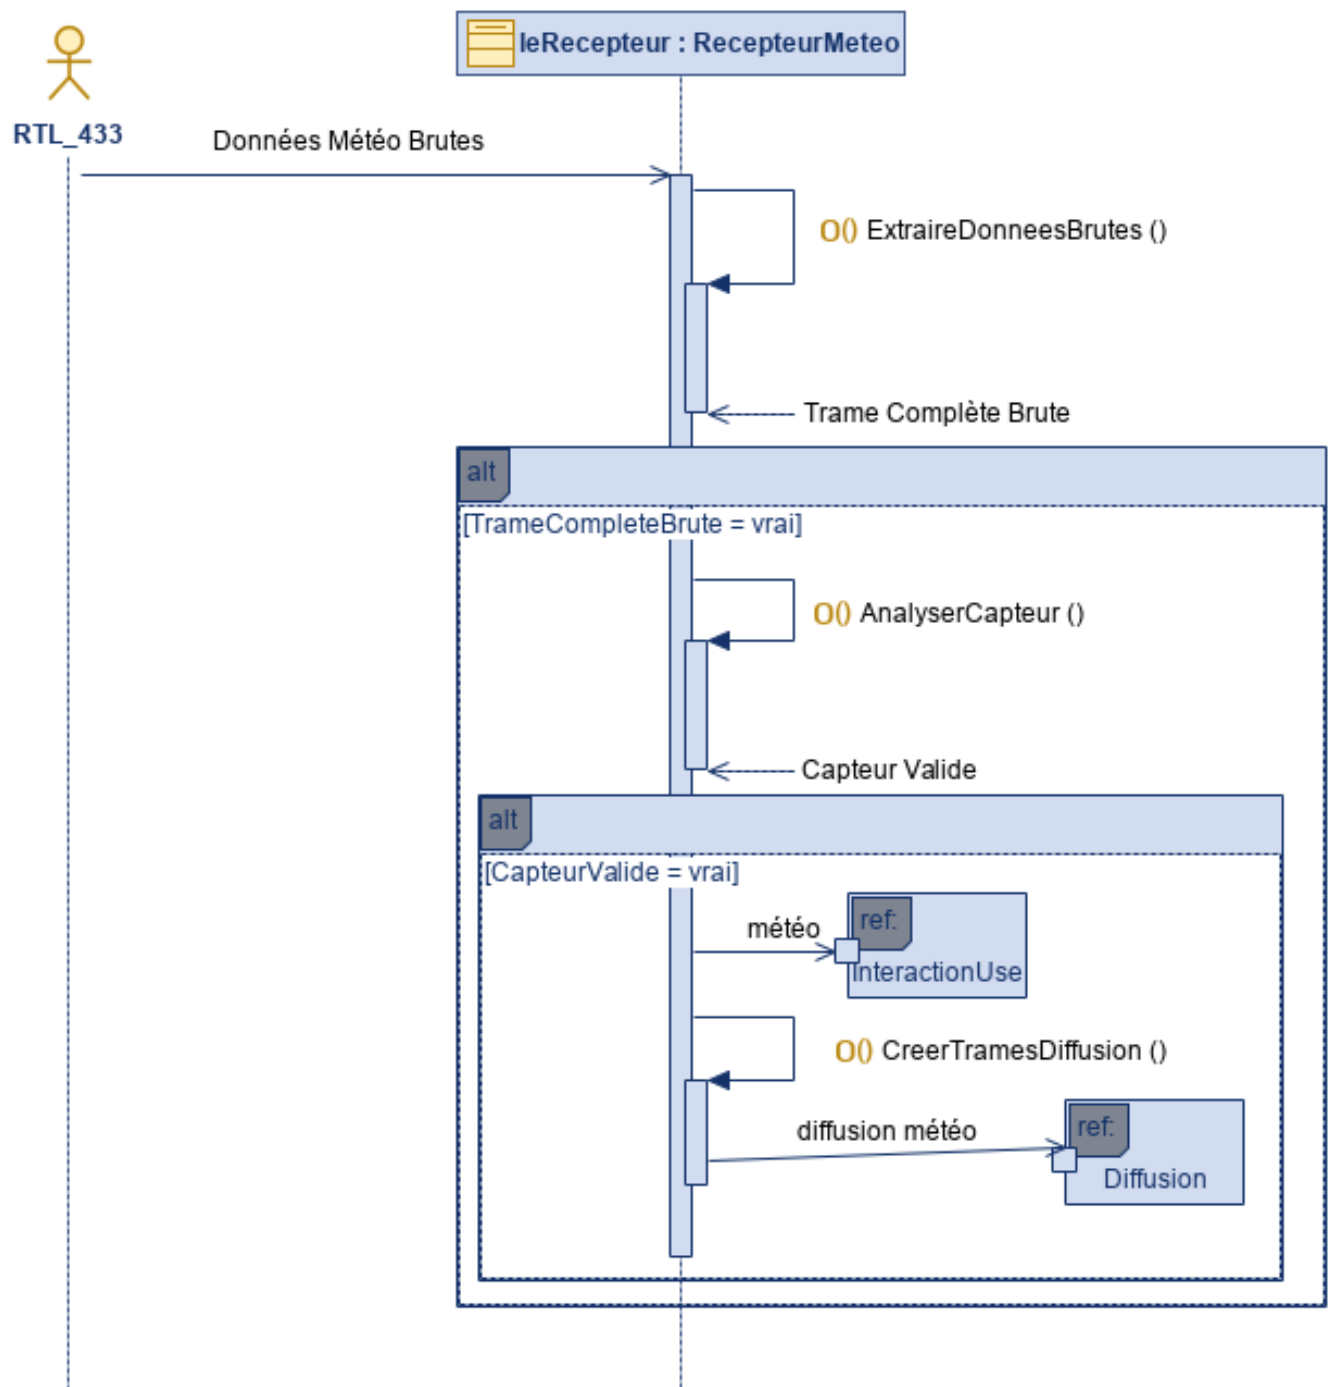 leRecepteur : RecepteurMeteo
RTL_433
Données Météo Brutes
O() ExtraireDonneesBrutes ()
Trame Complète Brute
alt
[TrameCompleteBrute = vrai]
O() AnalyserCapteur ()
Capteur Valide
alt
[CapteurValide = vrai]
météo
ref:
InteractionUse
O() CreerTramesDiffusion ()
diffusion météo
ref:
Diffusion